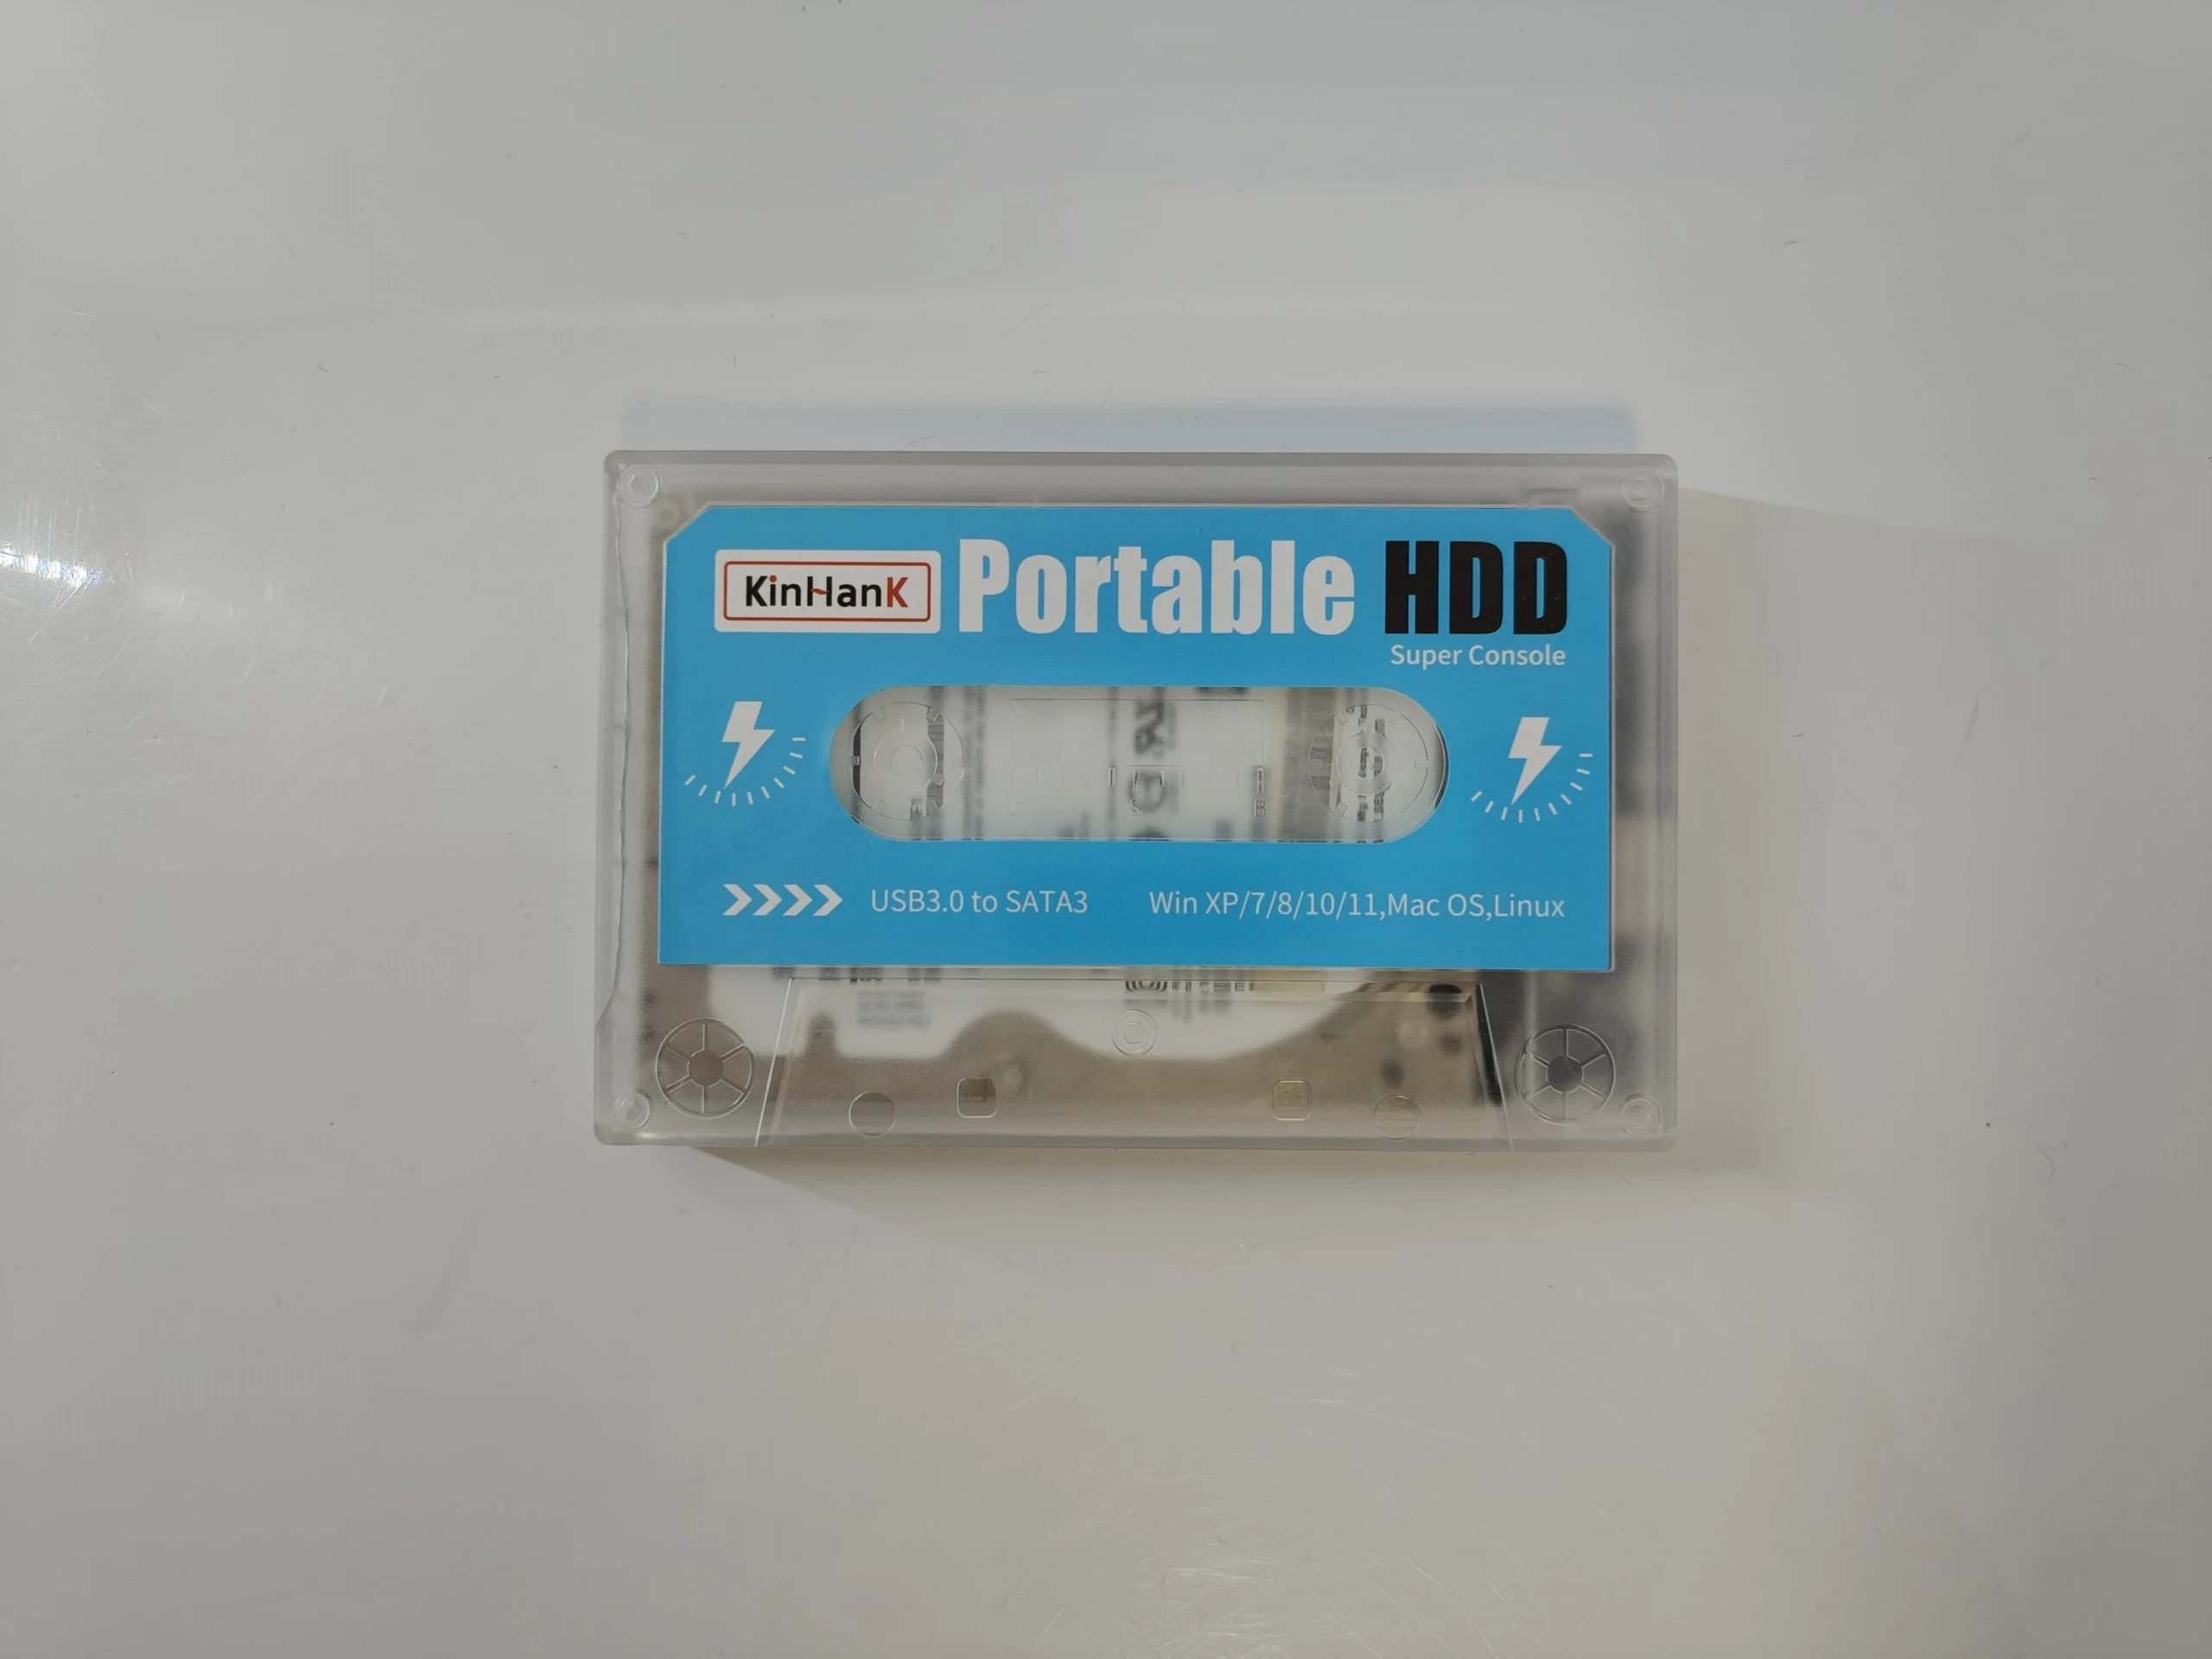 KinHanK Portable HDD
Super Console
USB3.0 to SATA3 Win XP/7/8/10/11,Mac OS,Linux